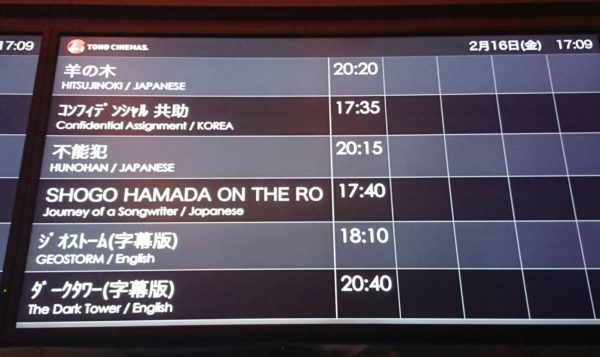 17:09
TOHO CINEMAS. 2月16日(金) 17:09
羊の木 20:20
HITSUJINOKI / JAPANESE
コンフィデンシャル 共助 17:35
Confidential Assignment / KOREA
不能犯 20:15
HUNOHAN / JAPANESE
SHOGO HAMADA ON THE RO 17:40
Journey of a Songwriter / Japanese
ジオストーム(字幕版) 18:10
GEOSTORM / English
ダークタワー(字幕版) 20:40
The Dark Tower / English